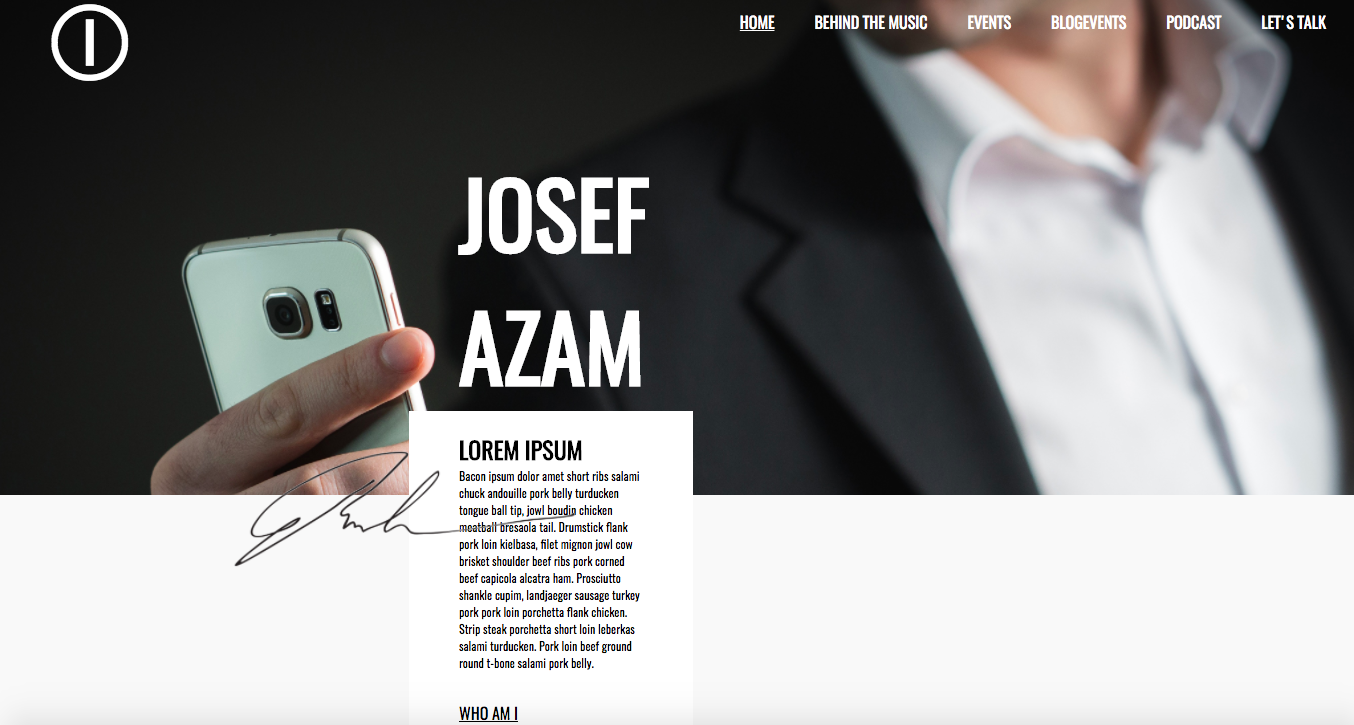 HOME BEHIND THE MUSIC EVENTS BLOGEVENTS PODCAST LET'S TALK
JOSEF
AZAM
LOREM IPSUM
Bacon ipsum dolor amet short ribs salami
chuck andouille pork belly turducken
tongue ball tip, jowl boudin chicken
meatball bresaola tail. Drumstick flank
pork loin kielbasa, filet mignon jowl cow
brisket shoulder beef ribs pork corned
beef capicola alcatra ham. Prosciutto
shankle cupim, landjaeger sausage turkey
pork pork loin porchetta flank chicken.
Strip steak porchetta short loin leberkas
salami turducken. Pork loin beef ground
round t-bone salami pork belly.
WHO AM I